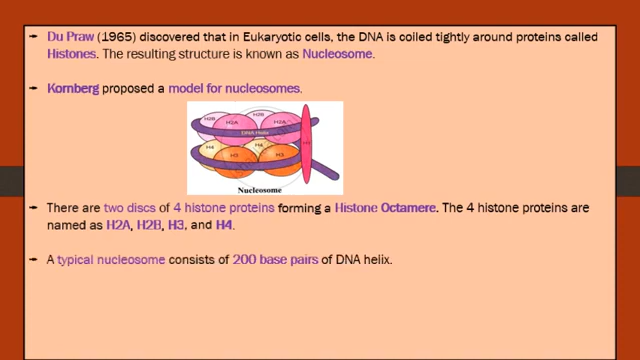 Du Praw (1965) discovered that in Eukaryotic cells, the DNA is coiled tightly around proteins called
Histones. The resulting structure is known as Nucleosome.
Kornberg proposed a model for nucleosomes.
H2B H2A H2B H2A
DNA Helix
H1
H4 H3 H4 H3
Nucleosome
There are two discs of 4 histone proteins forming a Histone Octamere. The 4 histone proteins are
named as H2A, H2B, H3, and H4.
A typical nucleosome consists of 200 base pairs of DNA helix.